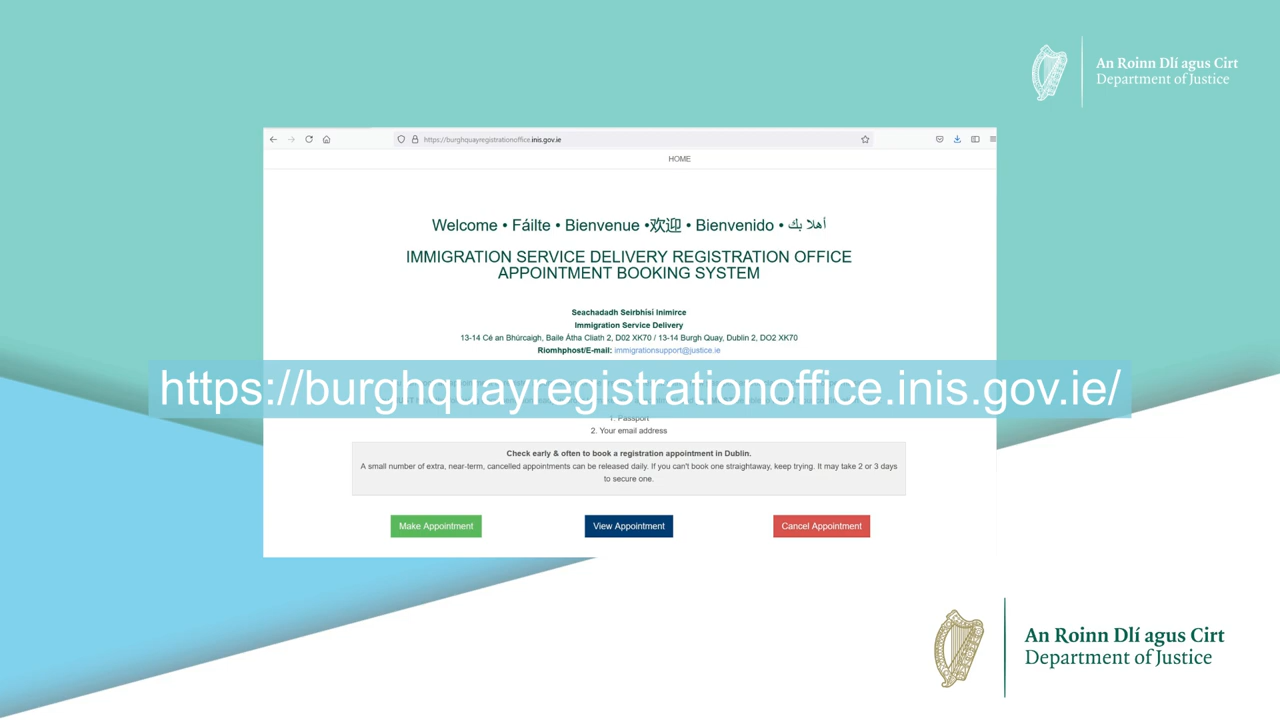 An Roinn Dlí agus Cirt
Department of Justice
https://burghquayregistrationoffice.inis.gov.ie
HOME
Welcome • Fáilte • Bienvenue •欢迎 • Bienvenido • أهلا بك
IMMIGRATION SERVICE DELIVERY REGISTRATION OFFICE
APPOINTMENT BOOKING SYSTEM
Seachadadh Seirbhísí Inimirce
Immigration Service Delivery
13-14 Cé an Bhúrcaigh, Baile Átha Cliath 2, D02 XK70 / 13-14 Burgh Quay, Dublin 2, DO2 XK70
Riomhphost/E-mail: immigrationsupport@justice.ie
https://burghquayregistrationoffice.inis.gov.ie/
1. Passport
2. Your email address
Check early & often to book a registration appointment in Dublin.
A small number of extra, near-term, cancelled appointments can be released daily. If you can't book one straightaway, keep trying. It may take 2 or 3 days
to secure one.
Make Appointment
View Appointment
Cancel Appointment
An Roinn Dlí agus Cirt
Department of Justice